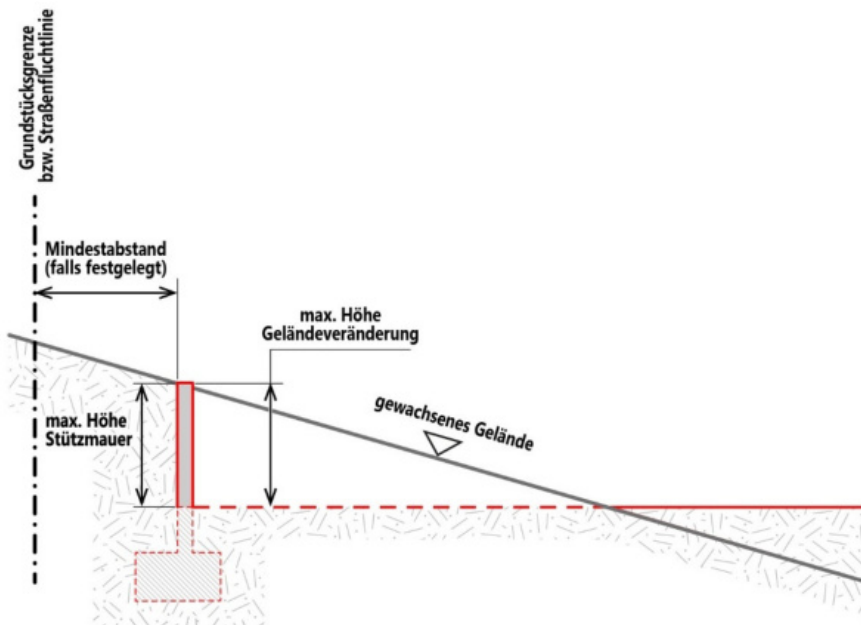 Grundstücksgrenze
bzw. Straßenfluchtlinie
Mindestabstand
(falls festgelegt)
max. Höhe
Geländeveränderung
max. Höhe
Stützmauer
gewachsenes Gelände